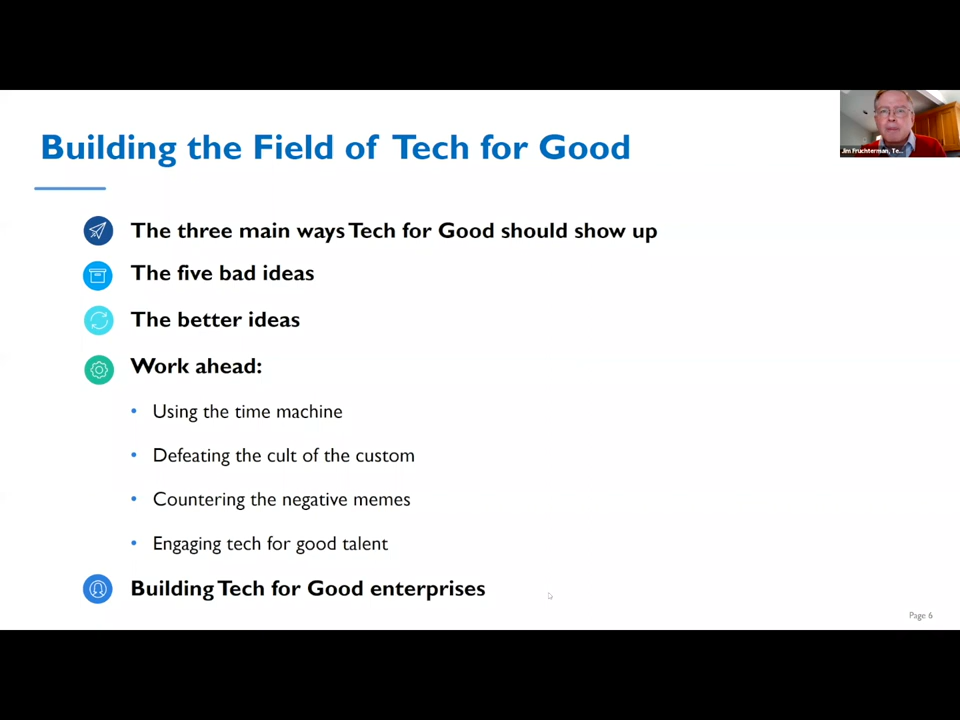 Building the Field of Tech for Good
Jim Fruchterman, Te...
The three main ways Tech for Good should show up
The five bad ideas
The better ideas
Work ahead:
• Using the time machine
• Defeating the cult of the custom
• Countering the negative memes
• Engaging tech for good talent
Building Tech for Good enterprises
Page 6